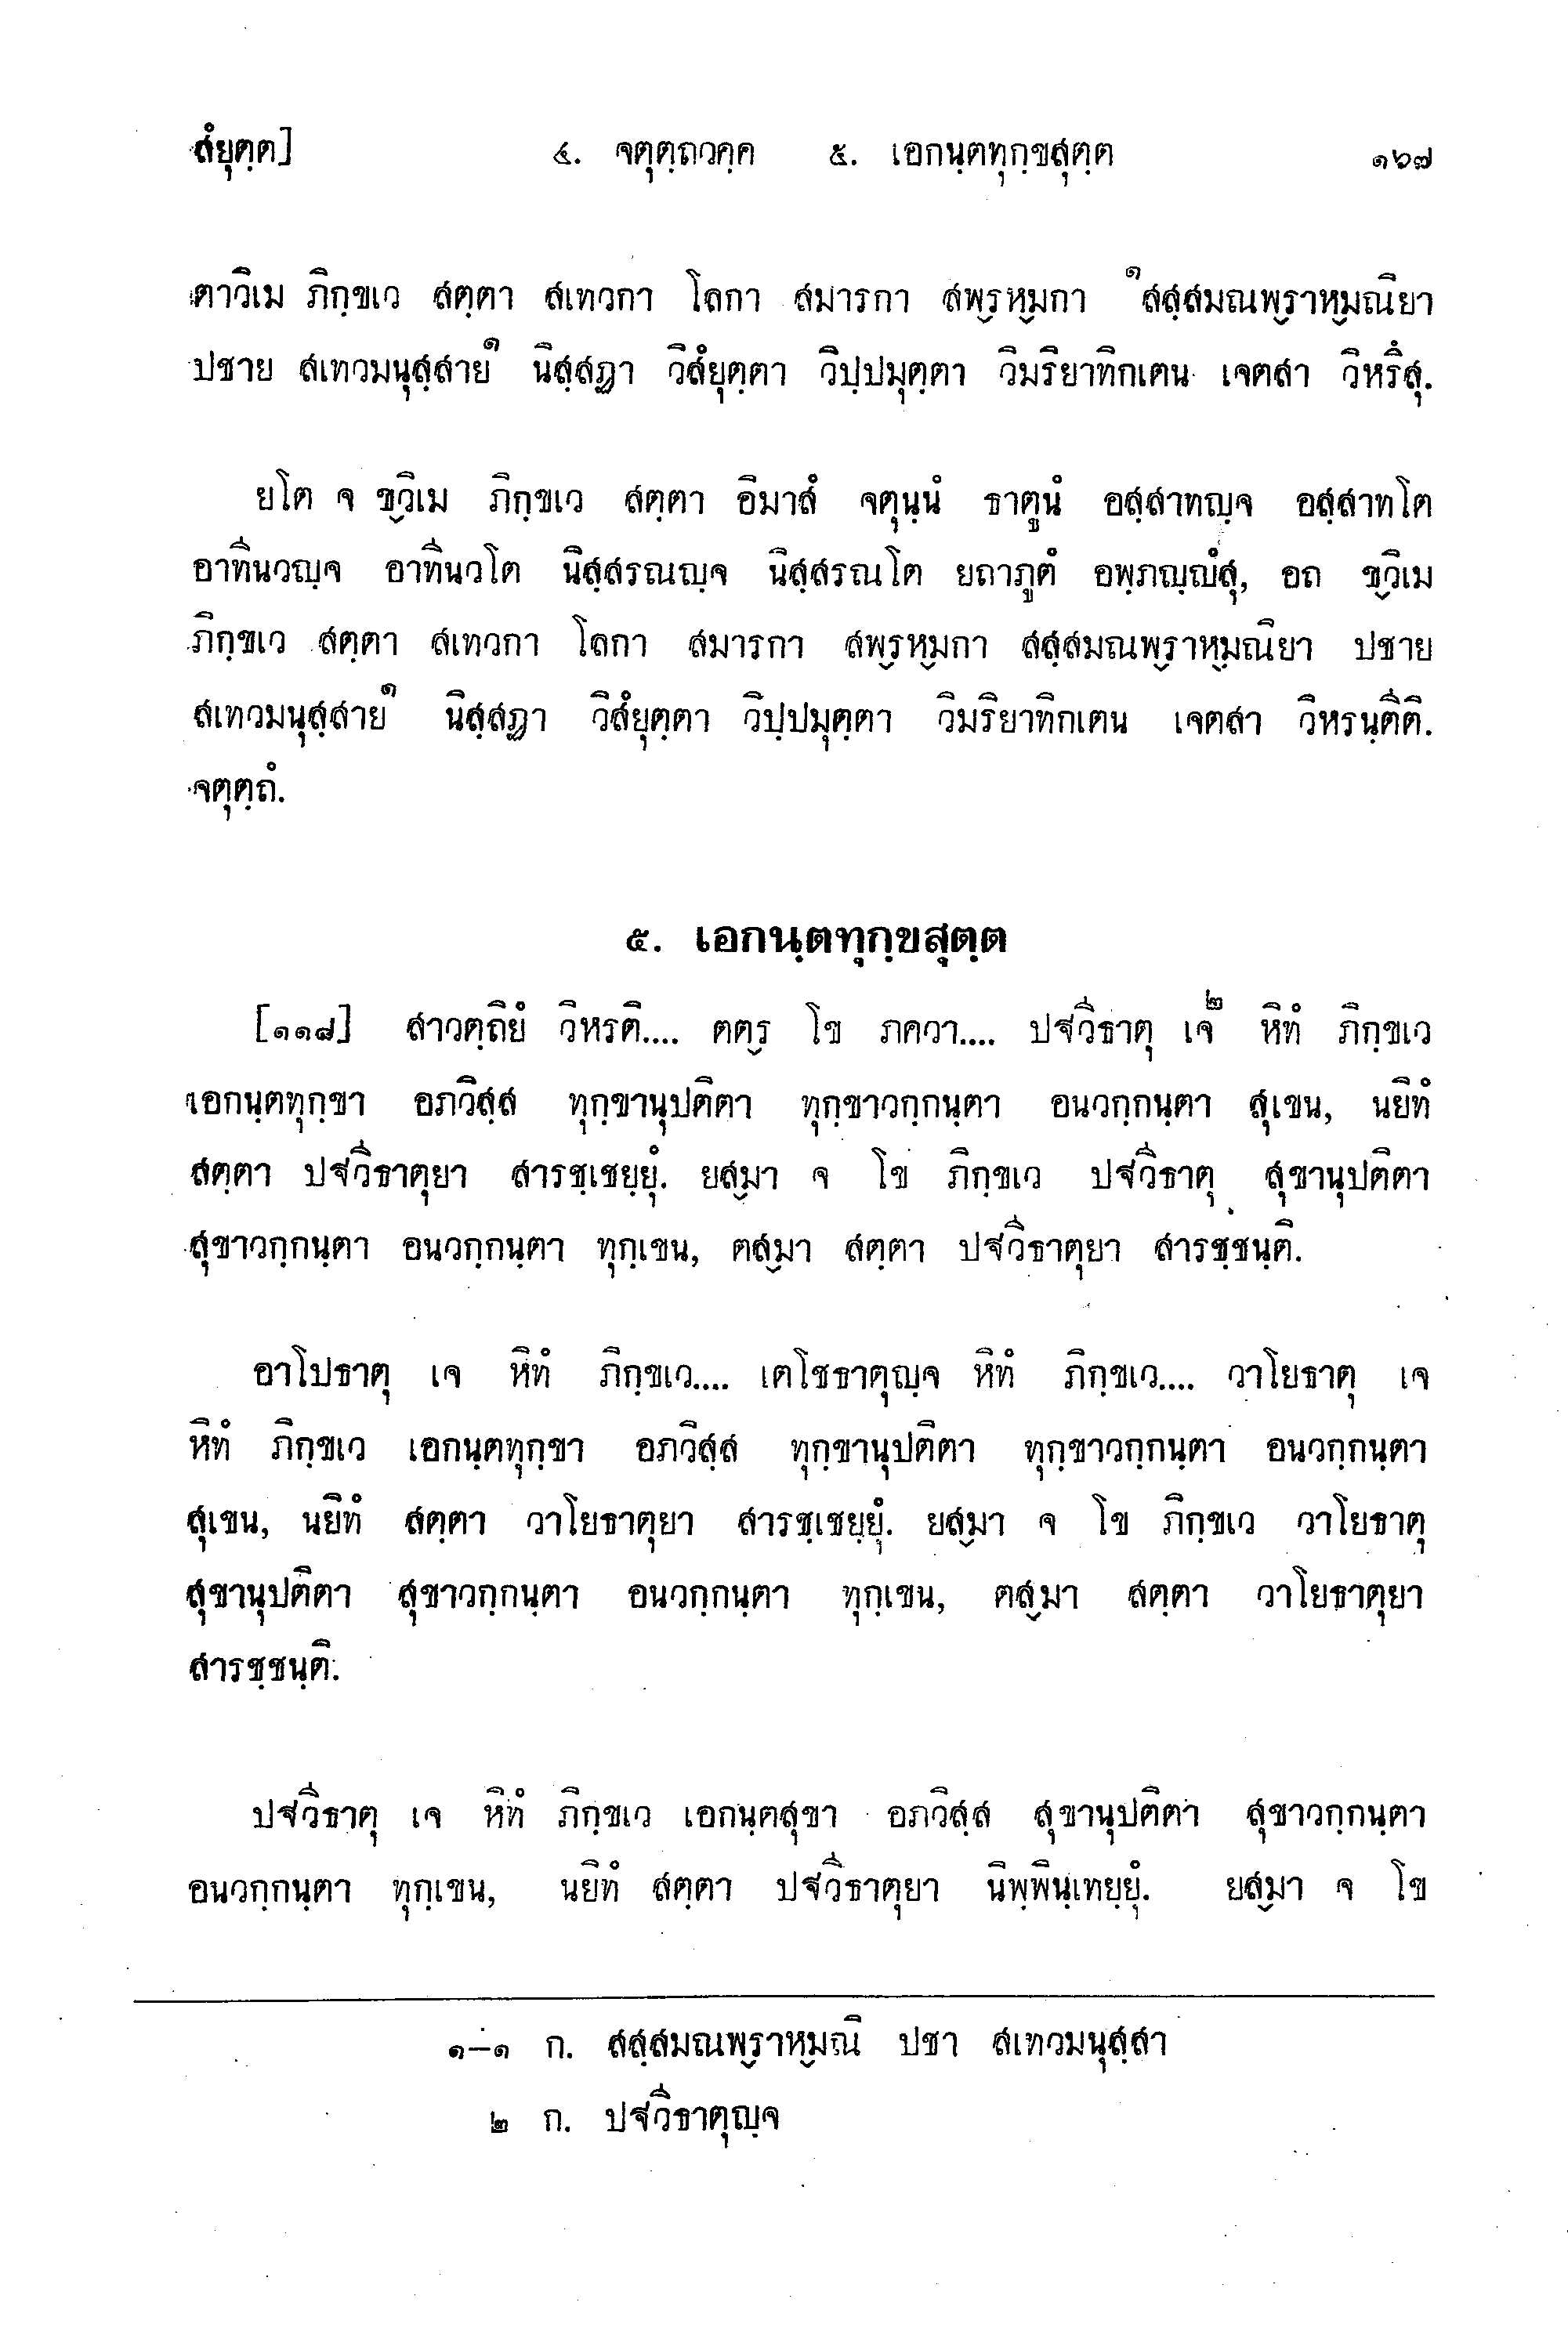 สํยุตฺต]	๔. จตุตฺถวคฺค ๕. เอกนฺตทุกฺขสุตฺต	๑๖๗
ตาวิเม ภิกฺขเว สตฺตา สเทวกา โลกา สมารกา สพฺรหฺมกา ๑สสฺสมณพฺราหฺมณิยา
ปชาย สเทวมนุสฺสาย๑ นิสฺสฏา วิสํยุตฺตา วิปฺปมุตฺตา วิมริยาทิกเตน เจตสา วิหรึสุ.
ยโต จ ขฺวิเม ภิกฺขเว สตฺตา อิมาสํ จตุนฺนํ ธาตูนํ อสฺสาทญฺจ อสฺสาทโต
อาทีนวญฺจ อาทีนวโต นิสฺสรณญฺจ นิสฺสรณโต ยถาภูตํ อพฺภญฺญํสุ, อถ ขฺวิเม
ภิกฺขเว สตฺตา สเทวกา โลกา สมารกา สพฺรหฺมกา สสฺสมณพฺราหฺมณิยา ปชาย
สเทวมนุสฺสาย๑ นิสฺสฏา วิสํยุตฺตา วิปฺปมุตฺตา วิมริยาทิกเตน เจตสา วิหรนฺตีติ.
จตุตฺถํ.
๕. เอกนฺตทุกฺขสุตฺต
[๑๑๘] สาวตฺถิยํ วิหรติ.... ตตฺร โข ภควา.... ปฐวีธาตุ เจ๒ หิทํ ภิกฺขเว
เอกนฺตทุกฺขา อภวิสฺส ทุกฺขานุปติตา ทุกฺขาวกฺกนฺตา อนวกฺกนฺตา สุเขน, นยิทํ
สตฺตา ปฐวีธาตุยา สารชฺเชยฺยุํ. ยสฺมา จ โข ภิกฺขเว ปฐวีธาตุ สุขานุปติตา
สุขาวกฺกนฺตา อนวกฺกนฺตา ทุกฺเขน, ตสฺมา สตฺตา ปฐวีธาตุยา สารชฺชนฺติ.
อาโปธาตุ เจ หิทํ ภิกฺขเว.... เตโชธาตุญฺจ หิทํ ภิกฺขเว.... วาโยธาตุ เจ
หิทํ ภิกฺขเว เอกนฺตทุกฺขา อภวิสฺส ทุกฺขานุปติตา ทุกฺขาวกฺกนฺตา อนวกฺกนฺตา
สุเขน, นยิทํ สตฺตา วาโยธาตุยา สารชฺเชยฺยุํ. ยสฺมา จ โข ภิกฺขเว วาโยธาตุ
สุขานุปติตา สุขาวกฺกนฺตา อนวกฺกนฺตา ทุกฺเขน, ตสฺมา สตฺตา วาโยธาตุยา
สารชฺชนฺติ.
ปฐวีธาตุ เจ หิทํ ภิกฺขเว เอกนฺตสุขา อภวิสฺส สุขานุปติตา สุขาวกฺกนฺตา
อนวกฺกนฺตา ทุกฺเขน, นยิทํ สตฺตา ปฐวีธาตุยา นิพฺพินฺเทยฺยุํ. ยสฺมา จ โข
๑–๑ ก. สสฺสมณพฺราหฺมณี ปชา สเทวมนุสฺสา
๒ ก. ปฐวีธาตุญฺจ